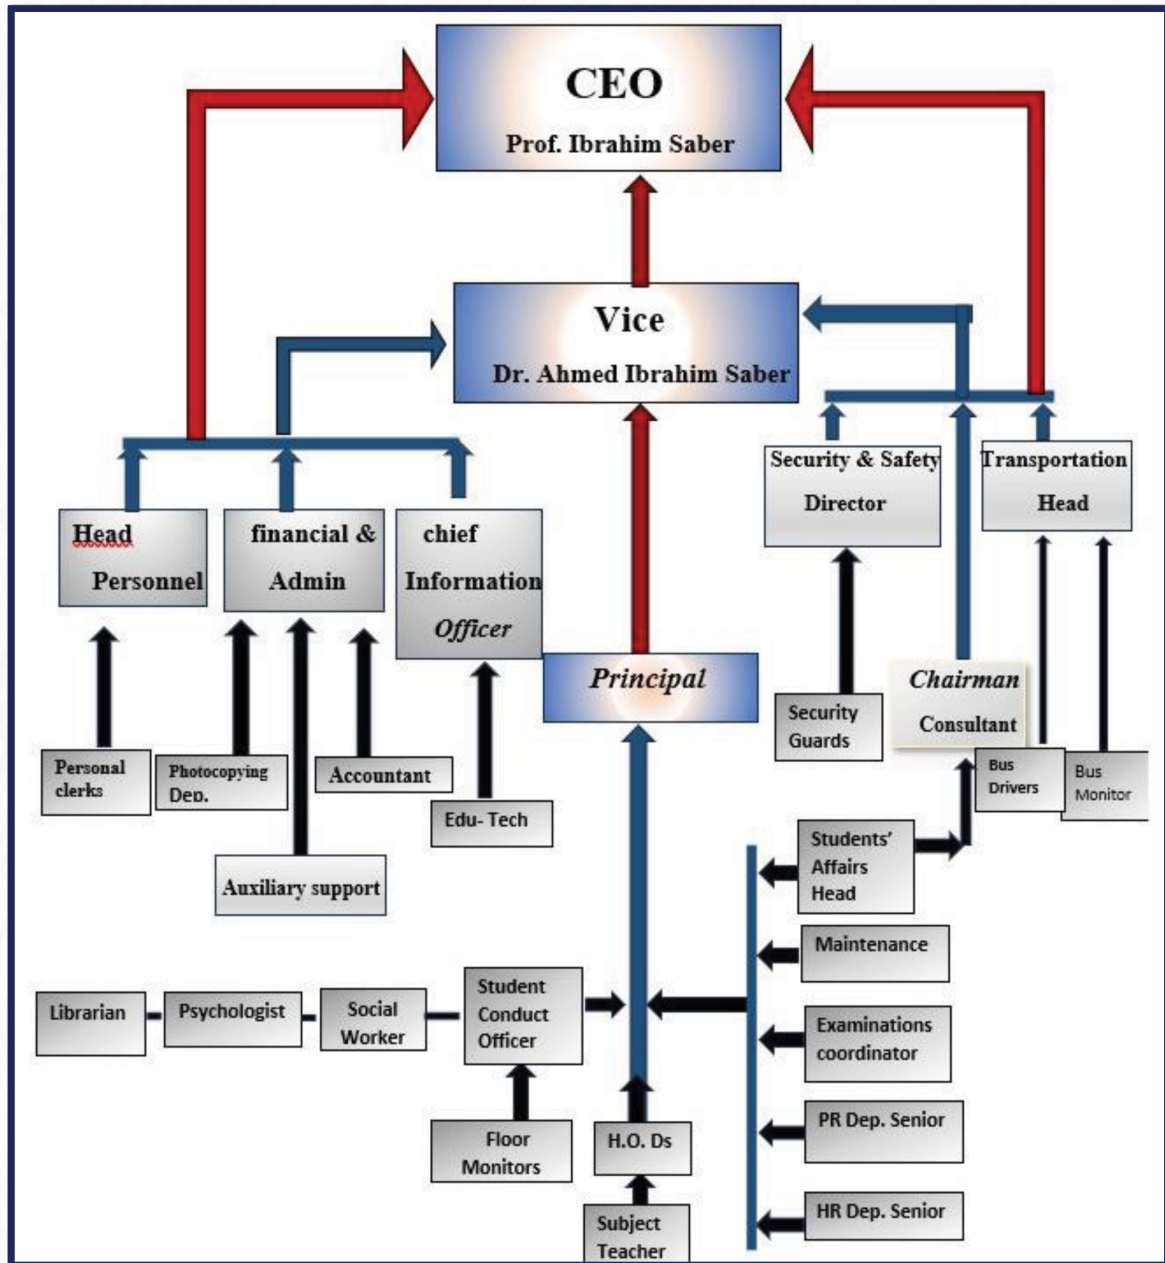 CEO
Prof. Ibrahim Saber
Vice
Dr. Ahmed Ibrahim Saber
Security & Safety
Director
Transportation
Head
Head
Personnel
financial &
Admin
chief
Information
Officer
Principal
Chairman
Consultant
Security
Guards
Bus
Drivers
Bus
Monitor
Personal
clerks
Photocopying
Dep.
Accountant
Edu- Tech
Auxiliary support
Students’
Affairs
Head
Maintenance
Librarian
Psychologist
Social
Worker
Student
Conduct
Officer
Examinations
coordinator
Floor
Monitors
H.O. Ds
PR Dep. Senior
Subject
Teacher
HR Dep. Senior